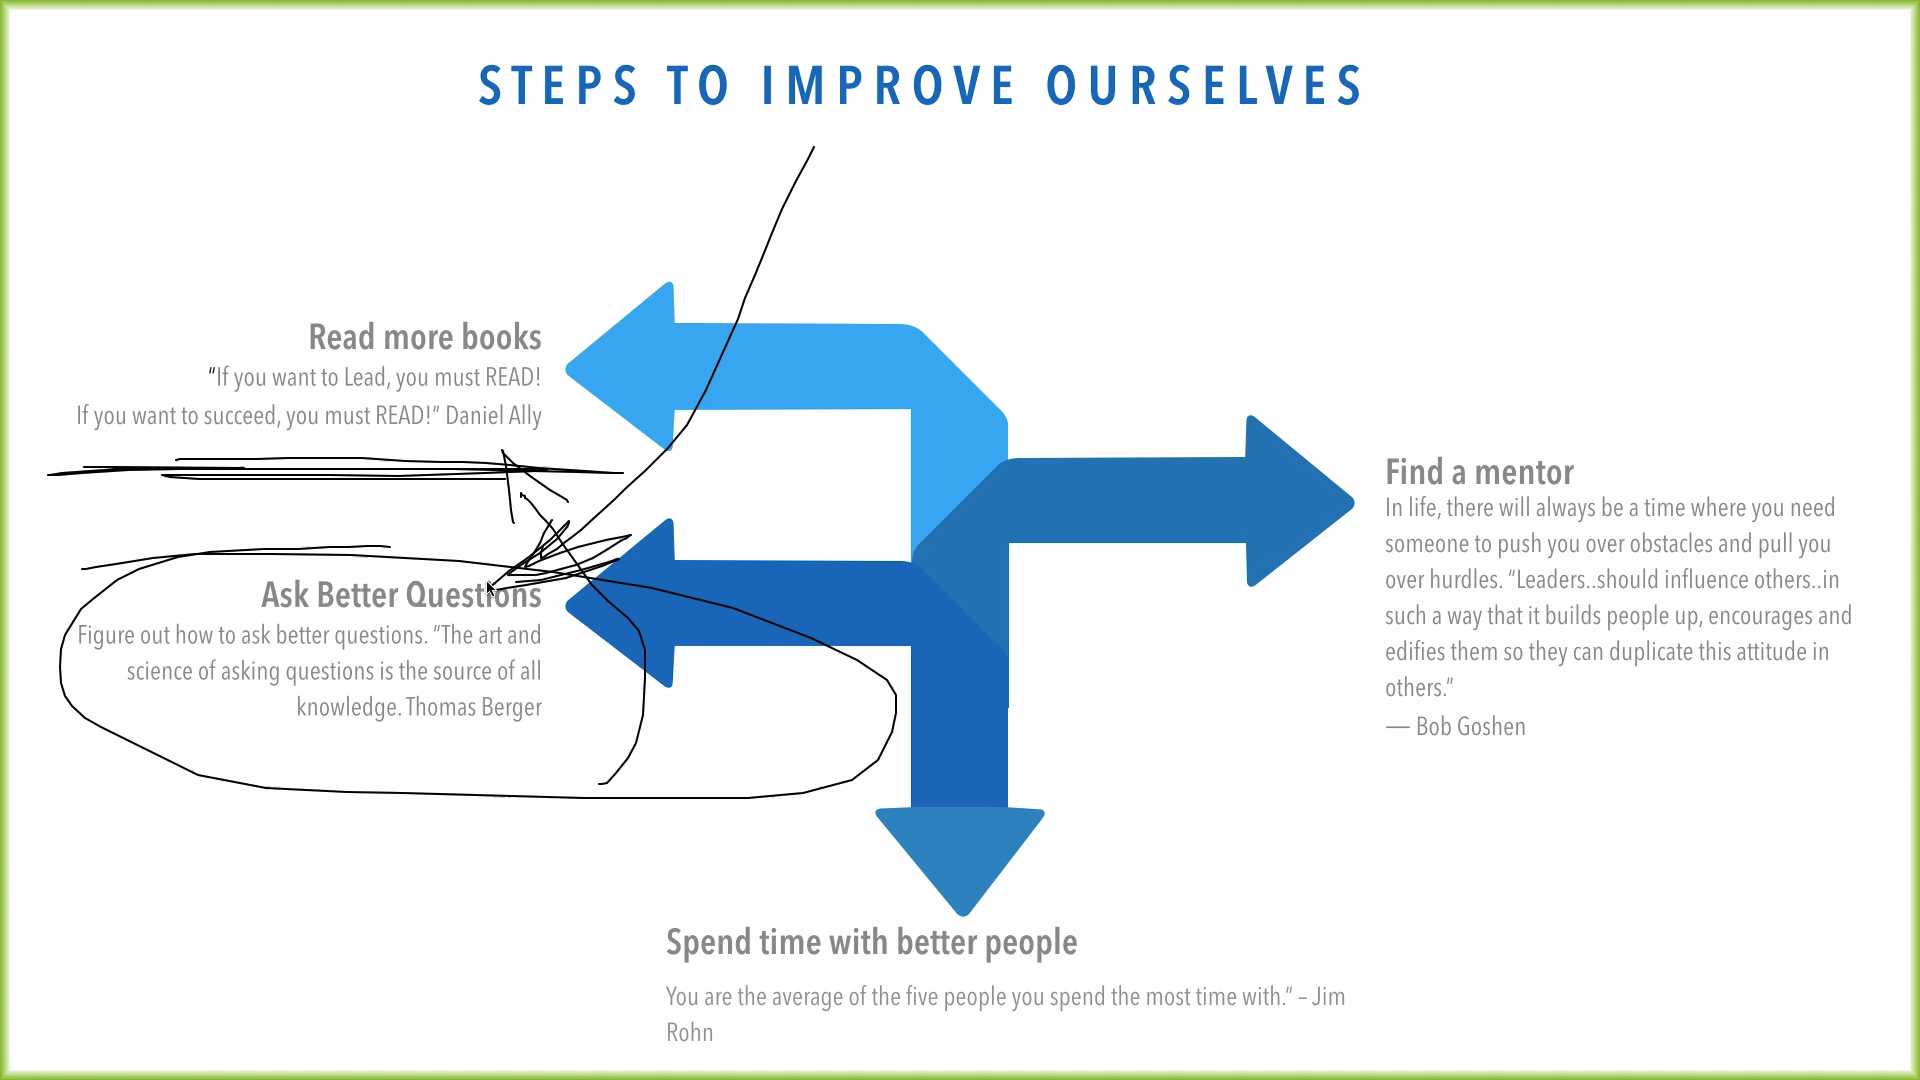 STEPS TO IMPROVE OURSELVES
Read more books
"If you want to Lead, you must READ!
If you want to succeed, you must READ!" Daniel Ally
Ask Better Questions
Figure out how to ask better questions. "The art and
science of asking questions is the source of all
knowledge. Thomas Berger
Find a mentor
In life, there will always be a time where you need
someone to push you over obstacles and pull you
over hurdles. "Leaders..should influence others..in
such a way that it builds people up, encourages and
edifies them so they can duplicate this attitude in
others."
— Bob Goshen
Spend time with better people
You are the average of the five people you spend the most time with." – Jim
Rohn